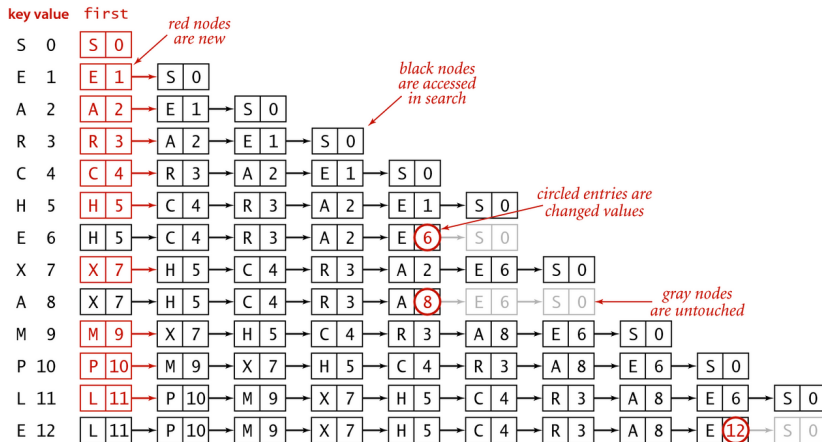 key value first
red nodes
are new
S 0 S 0
E 1 E 1 S 0
black nodes
are accessed
in search
A 2 A 2 E 1 S 0
R 3 R 3 A 2 E 1 S 0
C 4 C 4 R 3 A 2 E 1 S 0
H 5 H 5 C 4 R 3 A 2 E 1 S 0
circled entries are
changed values
E 6 H 5 C 4 R 3 A 2 E 6 S 0
X 7 X 7 H 5 C 4 R 3 A 2 E 6 S 0
A 8 X 7 H 5 C 4 R 3 A 8 E 6 S 0
gray nodes
are untouched
M 9 M 9 X 7 H 5 C 4 R 3 A 8 E 6 S 0
P 10 P 10 M 9 X 7 H 5 C 4 R 3 A 8 E 6 S 0
L 11 L 11 P 10 M 9 X 7 H 5 C 4 R 3 A 8 E 6 S 0
E 12 L 11 P 10 M 9 X 7 H 5 C 4 R 3 A 8 E 12 S 0